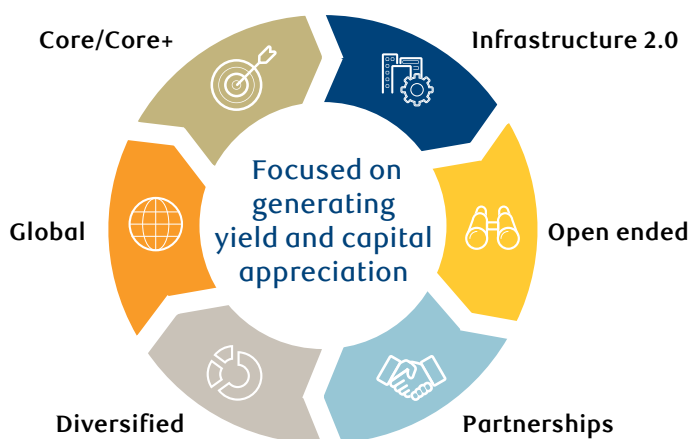 Core/Core+
Infrastructure 2.0
Focused on
generating
yield and capital
appreciation
Global
Open ended
Diversified
Partnerships